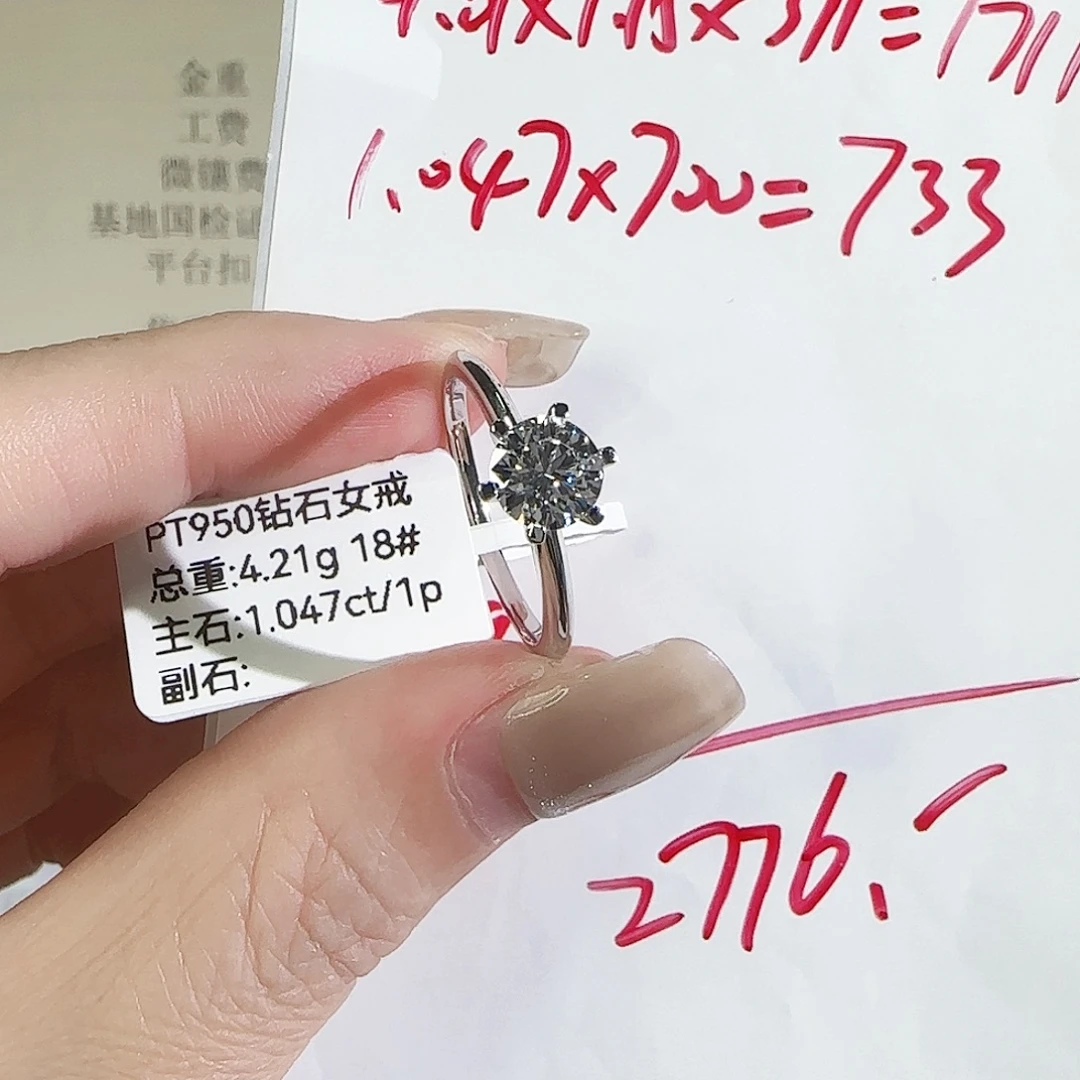 金重
工费
微镶费
基地国检证
平台扣
1.047x700=733
PT950钻石女戒
总重:4.21g 18#
主石:1.047ct/1p
副石:
2776.